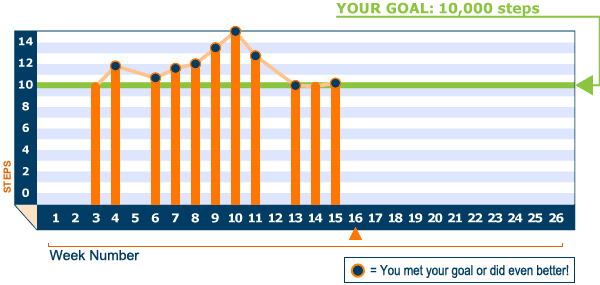 YOUR GOAL: 10,000 steps
14
12
10
8
6
4
2
0
STEPS
1 2 3 4 5 6 7 8 9 10 11 12 13 14 15 16 17 18 19 20 21 22 23 24 25 26
Week Number
= You met your goal or did even better!